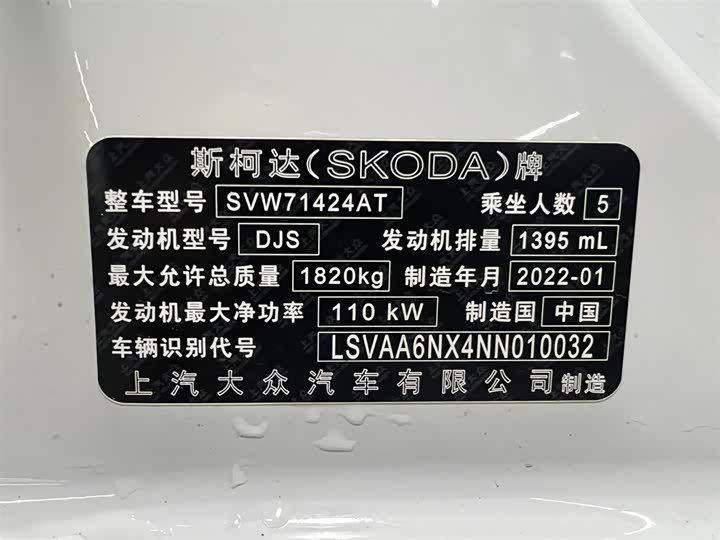 斯柯达(SKODA)牌
整车型号 SVW71424AT 乘坐人数 5
发动机型号 DJS 发动机排量 1395 mL
最大允许总质量 1820kg 制造年月 2022-01
发动机最大净功率 110 kW 制造国 中国
车辆识别代号 LSVAA6NX4NN010032
上汽大众汽车有限公司制造